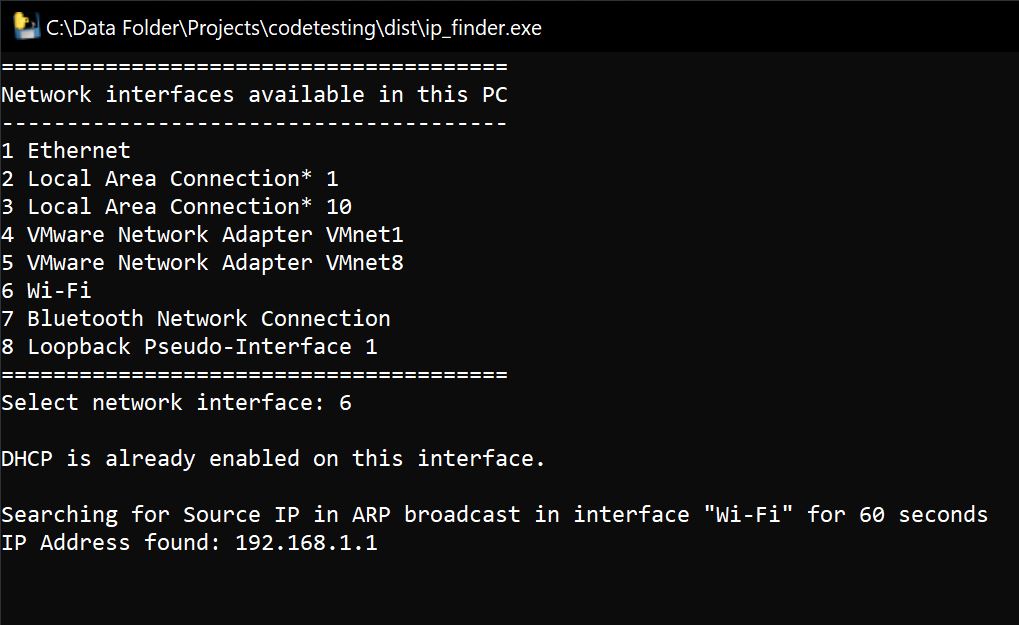 C:\Data Folder\Projects\codetesting\dist\ip_finder.exe
=======================================
Network interfaces available in this PC
---------------------------------------
1 Ethernet
2 Local Area Connection* 1
3 Local Area Connection* 10
4 VMware Network Adapter VMnet1
5 VMware Network Adapter VMnet8
6 Wi-Fi
7 Bluetooth Network Connection
8 Loopback Pseudo-Interface 1
=======================================
Select network interface: 6
DHCP is already enabled on this interface.
Searching for Source IP in ARP broadcast in interface "Wi-Fi" for 60 seconds
IP Address found: 192.168.1.1